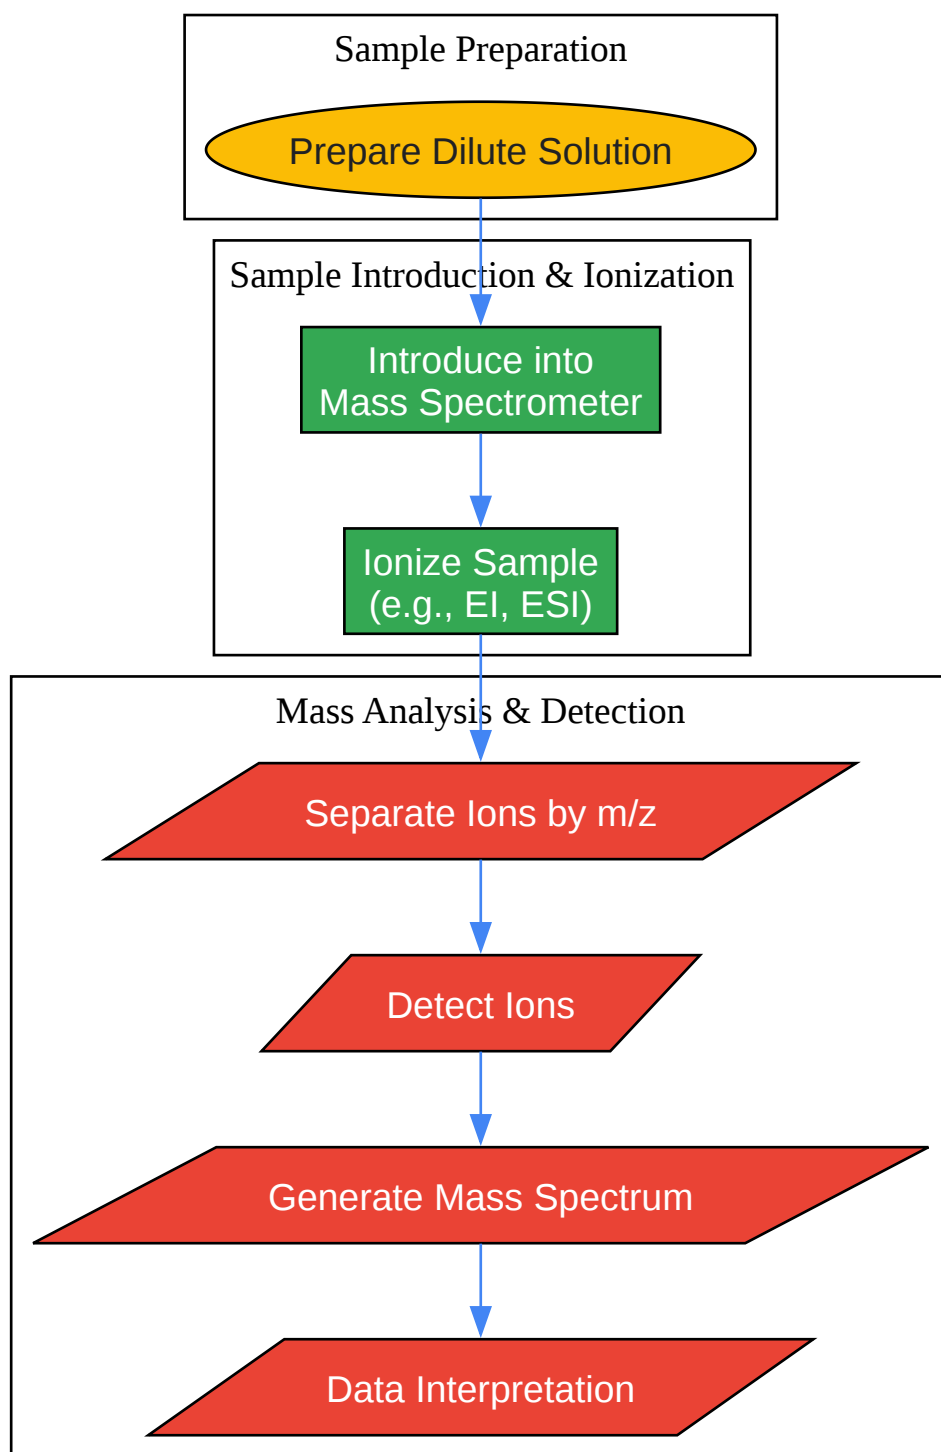 Sample Preparation
Prepare Dilute Solution
Sample Introduction & Ionization
Introduce into
Mass Spectrometer
Ionize Sample
(e.g., EI, ESI)
Mass Analysis & Detection
Separate Ions by m/z
Detect Ions
Generate Mass Spectrum
Data Interpretation